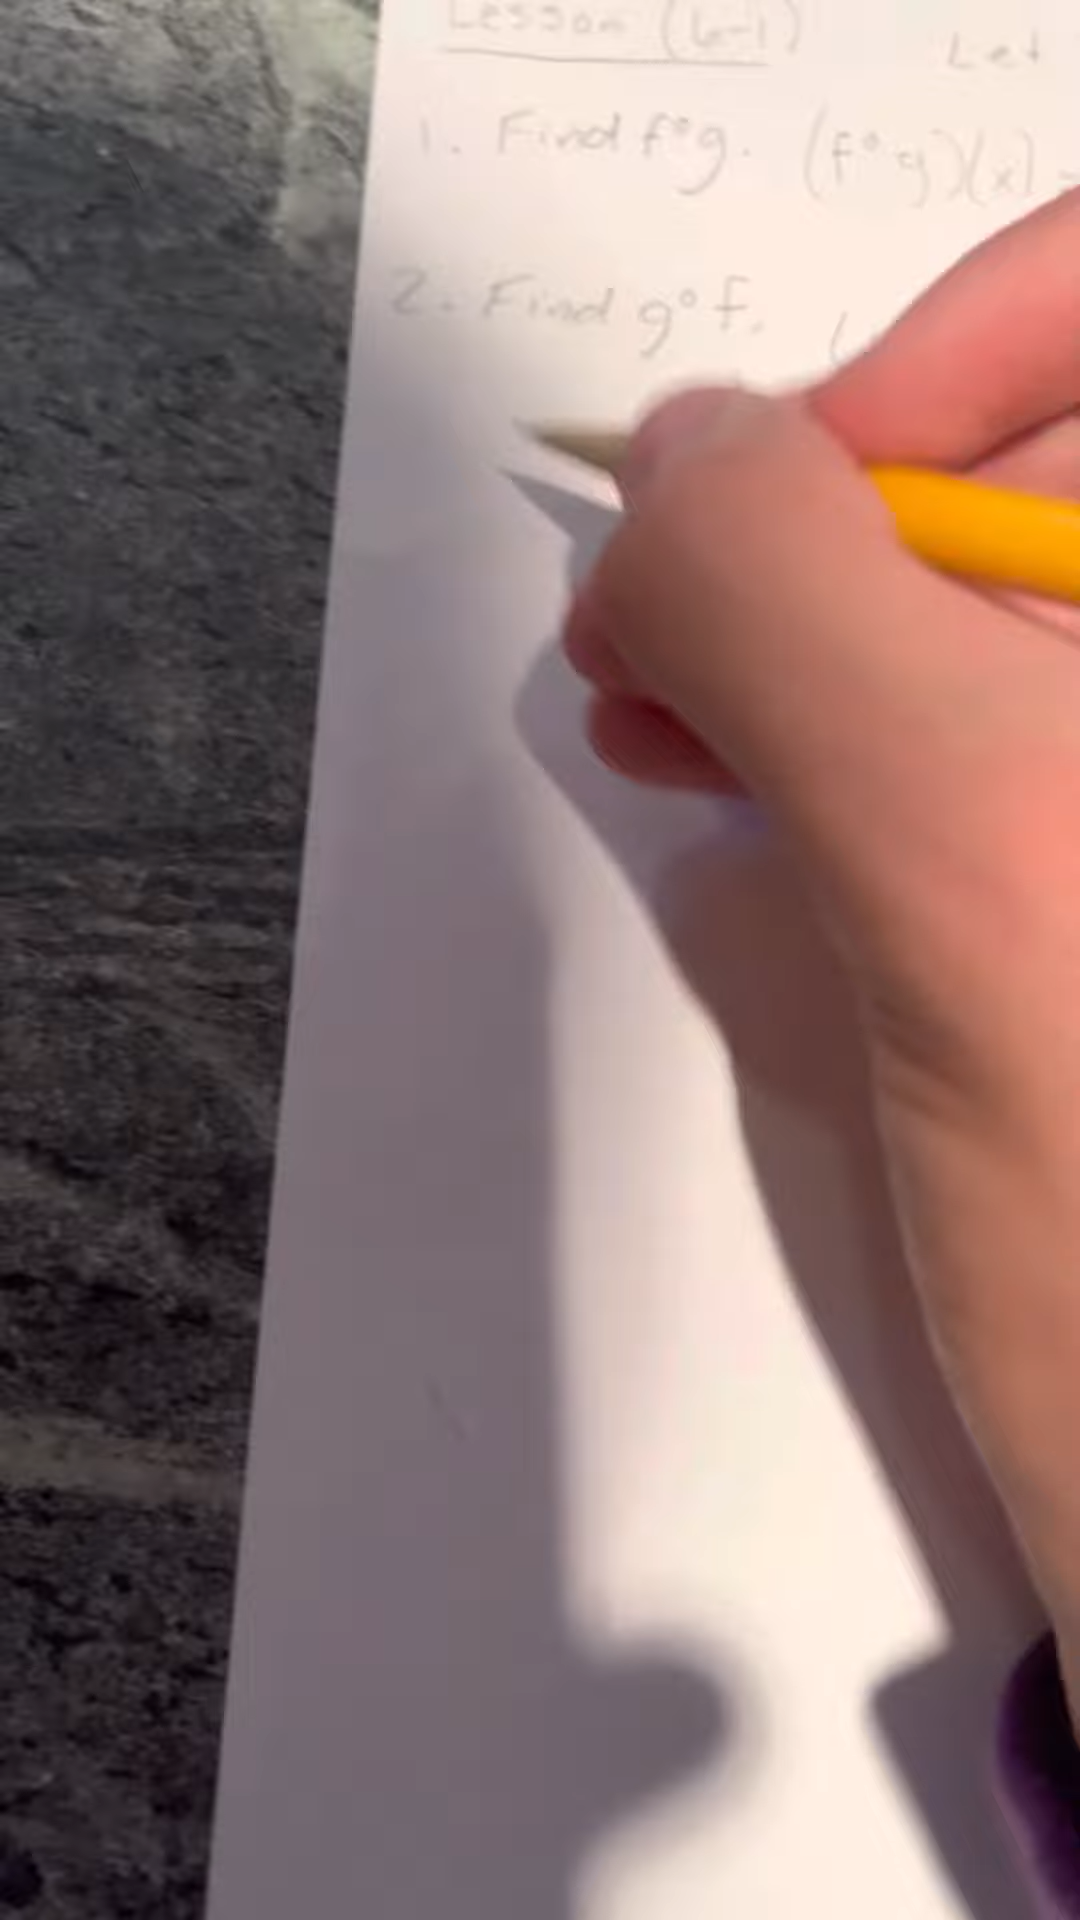 Lesson (6-1) Let
1. Find f°g. (f°g)(x) =
2. Find g°f. (